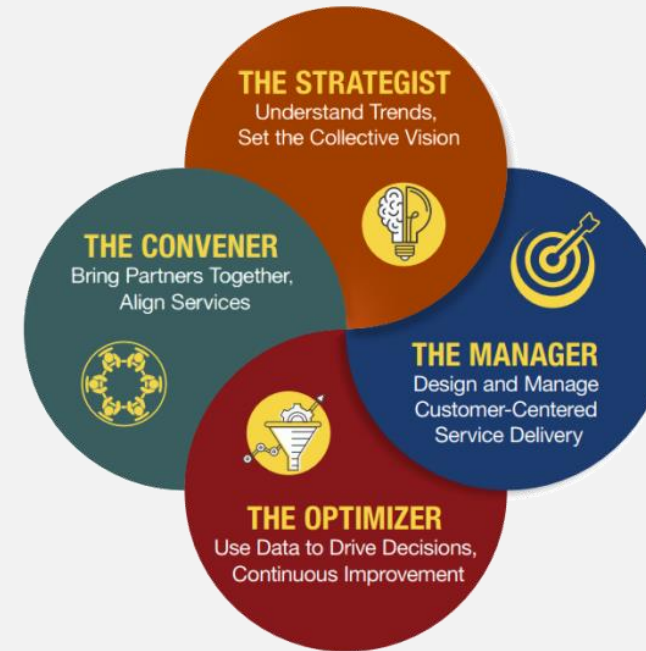 THE STRATEGIST
Understand Trends,
Set the Collective Vision
THE CONVENER
Bring Partners Together,
Align Services
THE MANAGER
Design and Manage
Customer-Centered
Service Delivery
THE OPTIMIZER
Use Data to Drive Decisions,
Continuous Improvement